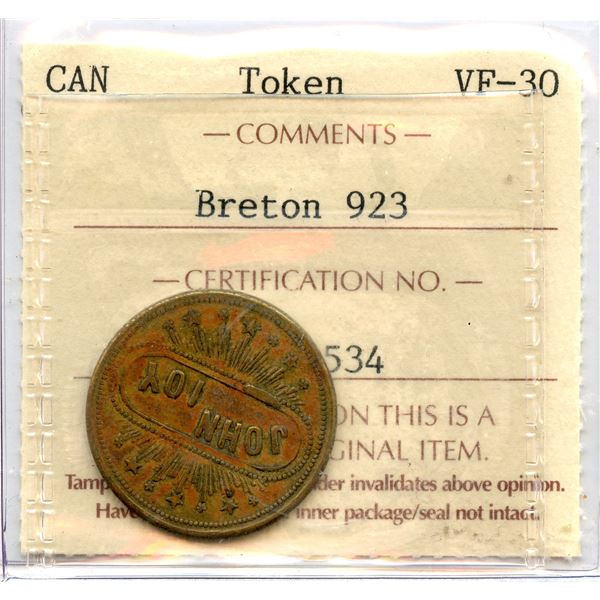 CAN Token VF-30
— COMMENTS —
Breton 923
— CERTIFICATION NO. —
534
ON THIS IS A
GINAL ITEM.
Tamp der invalidates above opinion.
Have inner package/seal not intact.
JOHN
JOY